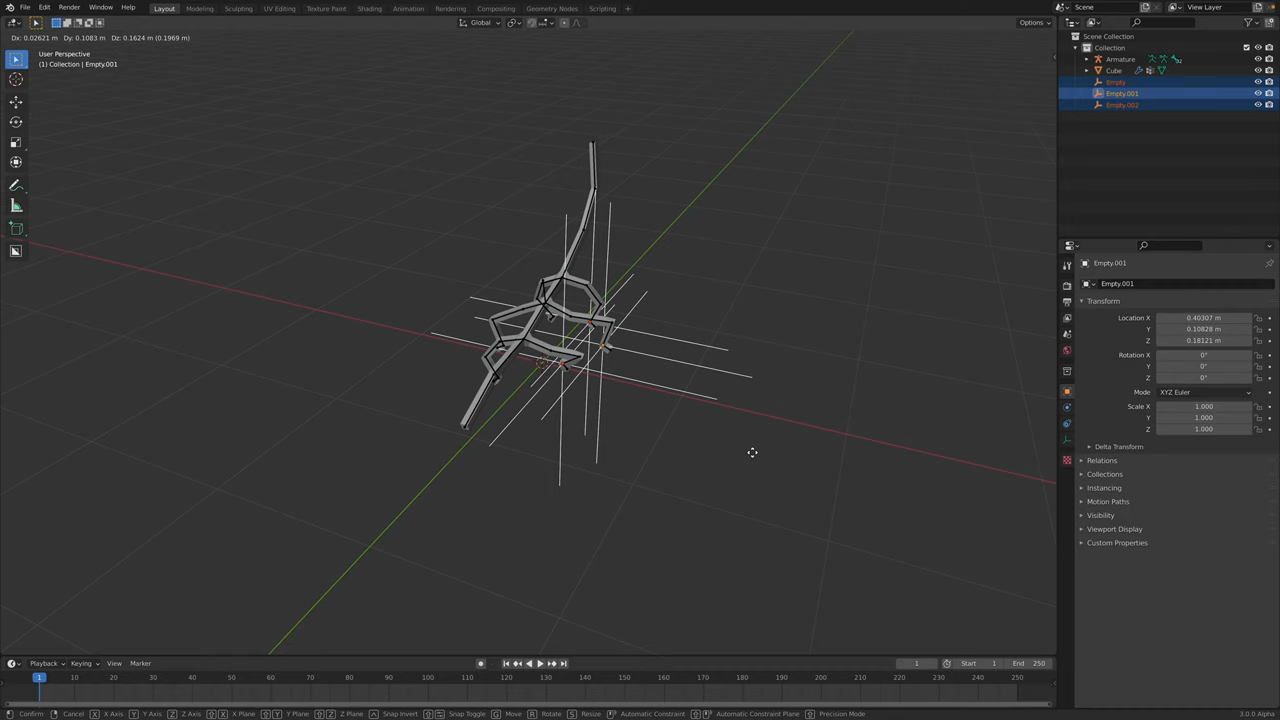 File Edit Render Window Help Layout Modeling Sculpting UV Editing Texture Paint Shading Animation Rendering Compositing Geometry Nodes Scripting + Scene View Layer
Global Options
Dx: 0.02621 m Dy: 0.1083 m Dz: 0.1624 m (0.1969 m)
User Perspective
(1) Collection | Empty.001
Scene Collection
Collection
Armature
Cube
Empty
Empty.001
Empty.002
Empty.001
Empty.001
Transform
Location X 0.40307 m
Y 0.10828 m
Z 0.18121 m
Rotation X 0°
Y 0°
Z 0°
Mode XYZ Euler
Scale X 1.000
Y 1.000
Z 1.000
Delta Transform
Relations
Collections
Instancing
Motion Paths
Visibility
Viewport Display
Custom Properties
Playback Keying View Marker 1 Start 1 End 250
1 10 20 30 40 50 60 70 80 90 100 110 120 130 140 150 160 170 180 190 200 210 220 230 240 250
Confirm Cancel X X Axis Y Y Axis Z Z Axis X X Plane Y Y Plane Z Z Plane Snap Invert Snap Toggle G Move R Rotate S Resize Automatic Constraint Automatic Constraint Plane Precision Mode 3.0.0 Alpha